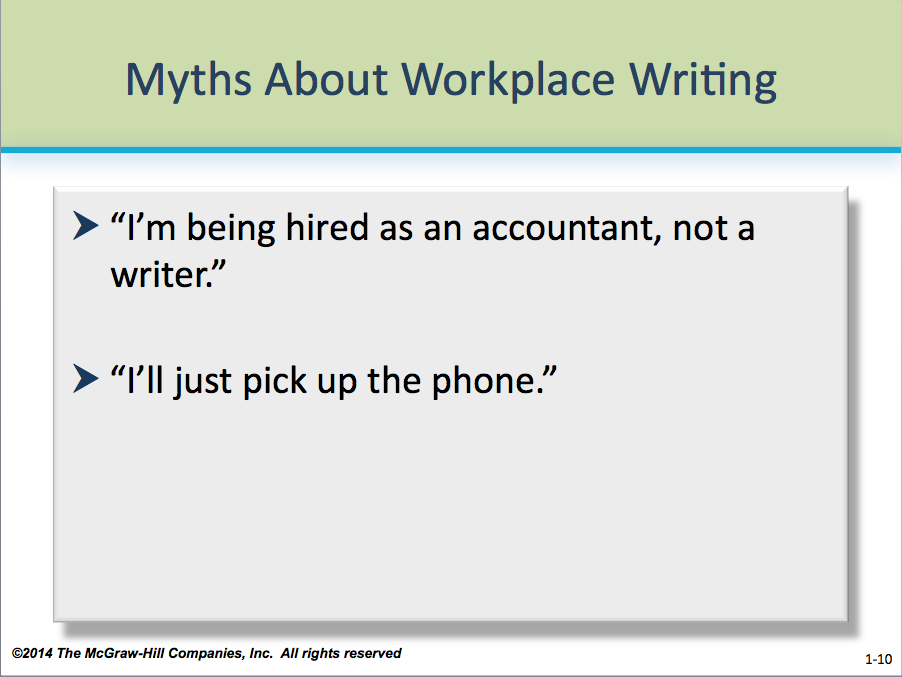 Myths About Workplace Writing
➤ “I’m being hired as an accountant, not a
writer.”
➤ “I’ll just pick up the phone.”
©2014 The McGraw-Hill Companies, Inc. All rights reserved
1-10